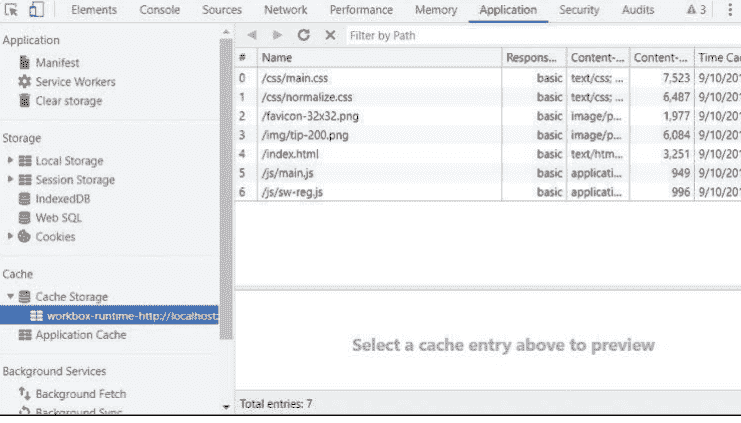 Elements Console Sources Network Performance Memory Application Security Audits 3
Application
Manifest
Service Workers
Clear storage
Storage
Local Storage
Session Storage
IndexedDB
Web SQL
Cookies
Cache
Cache Storage
workbox-runtime-http://localhost:
Application Cache
Background Services
Background Fetch
Background Sync
Filter by Path
# Name Respons... Content-... Content-... Time Cac
0 /css/main.css basic text/css; ... 7,523 9/10/201
1 /css/normalize.css basic text/css; ... 6,487 9/10/201
2 /favicon-32x32.png basic image/p... 1,977 9/10/201
3 /img/tip-200.png basic image/p... 6,084 9/10/201
4 /index.html basic text/htm... 3,251 9/10/201
5 /js/main.js basic applicati... 949 9/10/201
6 /js/sw-reg.js basic applicati... 996 9/10/201
Select a cache entry above to preview
Total entries: 7